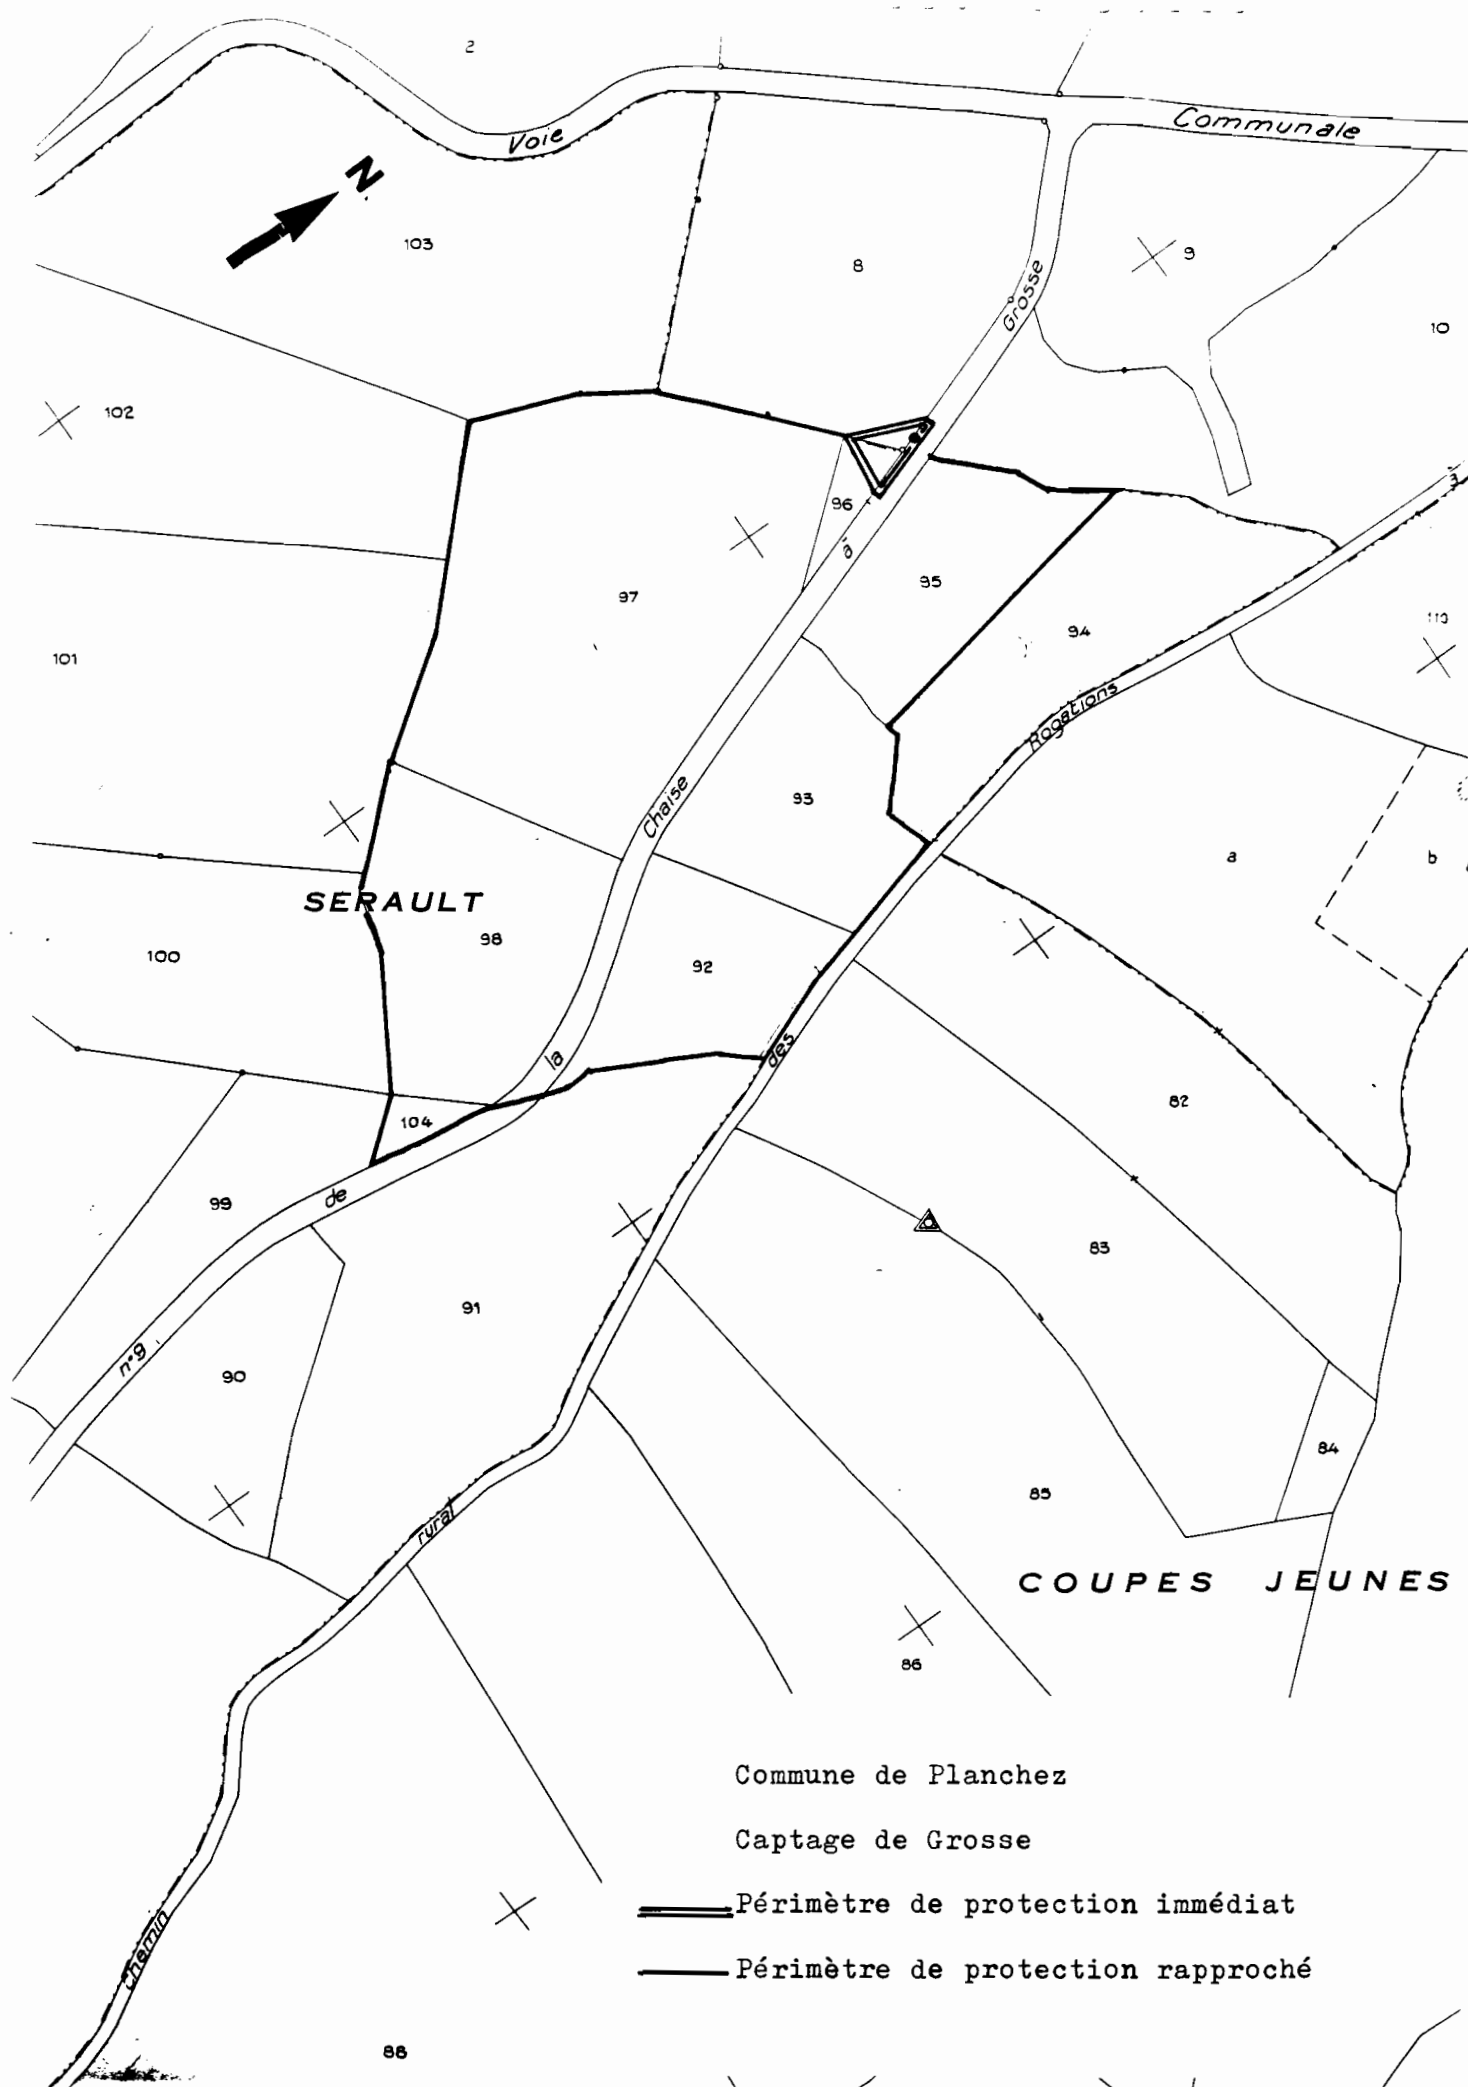 2
Voie
Communale
N
103
8
9
10
Grosse
102
96
à
97
95
94
113
101
Rogations
à
Chaise
93
a
b
SERAULT
98
100
92
la
des
104
82
99
de
83
91
n°9
90
84
85
rural
COUPES JEUNES
86
Commune de Planchez
Captage de Grosse
Périmètre de protection immédiat
Périmètre de protection rapproché
Chemin
88